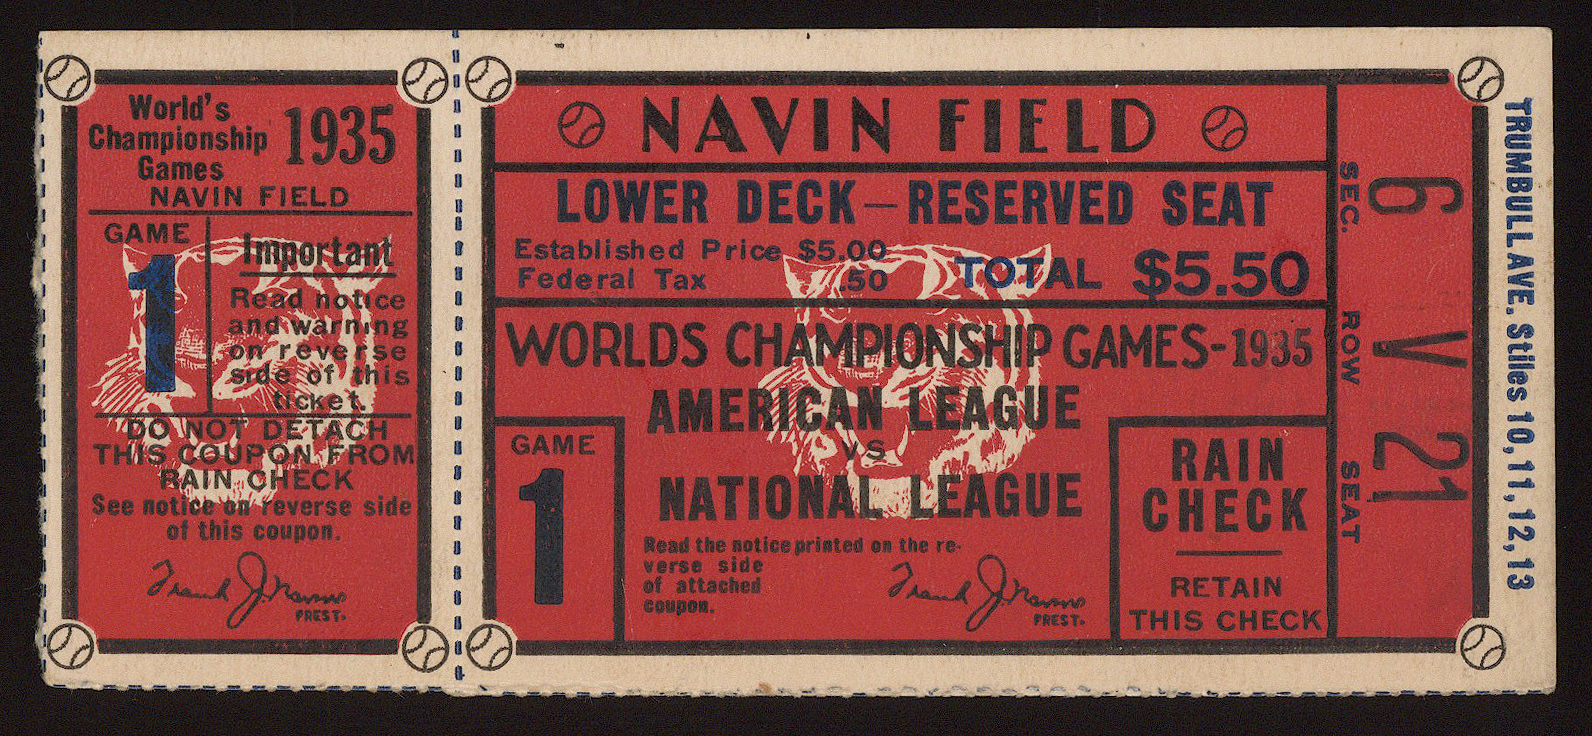 World's
Championship
Games
1935
NAVIN FIELD
GAME
1
Important
Read notice
and warning
on reverse
side of this
ticket.
DO NOT DETACH
THIS COUPON FROM
RAIN CHECK
See notice on reverse side
of this coupon.
Frank J. Navin
PREST.
NAVIN FIELD
LOWER DECK — RESERVED SEAT
Established Price $5.00
Federal Tax .50
TOTAL $5.50
WORLDS CHAMPIONSHIP GAMES-1935
AMERICAN LEAGUE
VS
NATIONAL LEAGUE
GAME
1
Read the notice printed on the re-
verse side
of attached
coupon.
Frank J. Navin
PREST.
RAIN
CHECK
RETAIN
THIS CHECK
SEC. 6
ROW V
SEAT 21
TRUMBULL AVE. Stiles 10, 11, 12, 13